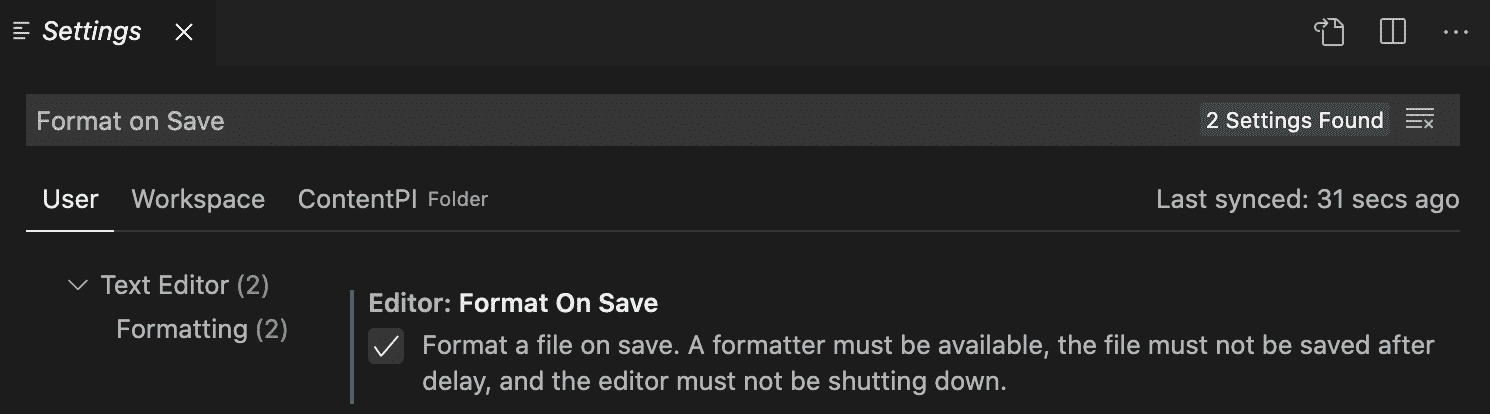 Settings
Format on Save
2 Settings Found
User Workspace ContentPI Folder Last synced: 31 secs ago
Text Editor (2)
Formatting (2)
Editor: Format On Save
Format a file on save. A formatter must be available, the file must not be saved after
delay, and the editor must not be shutting down.